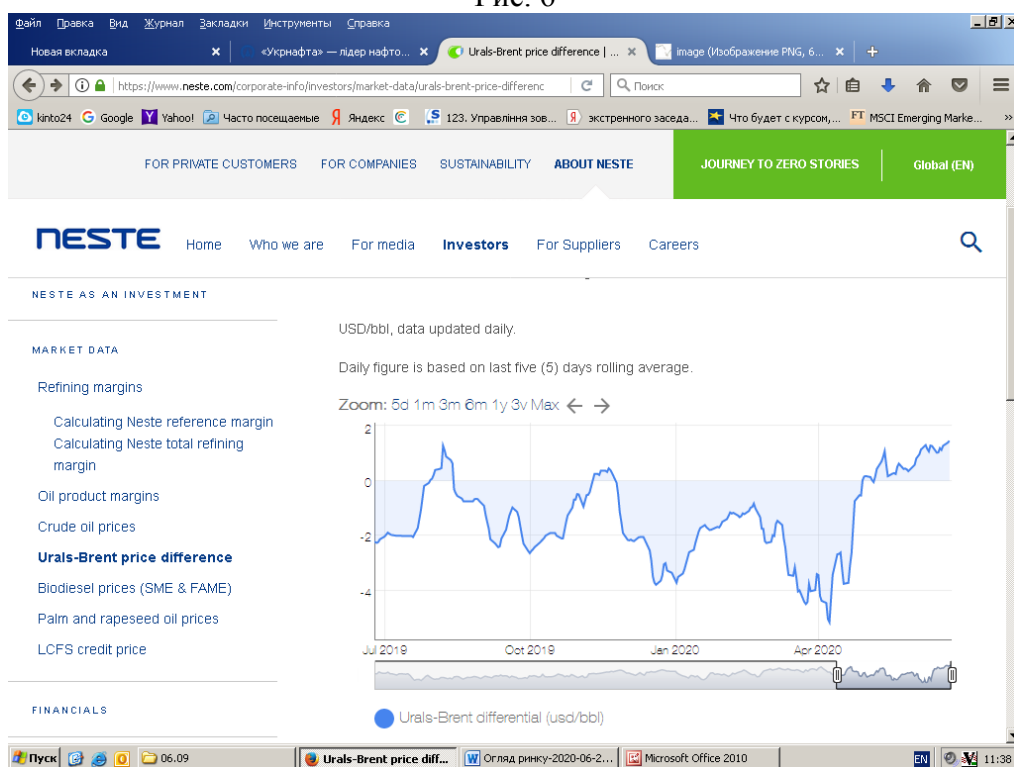 Рис. 6
Файл Правка Вид Журнал Закладки Инструменты Справка
Новая вкладка
«Укрнафта» — лідер нафто...
Urals-Brent price difference | ...
image (Изображение PNG, 6...
https://www.neste.com/corporate-info/investors/market-data/urals-brent-price-differenc
Поиск
kinto24 Google Yahoo! Часто посещаемые Яндекс 123. Управління зов... экстренного заседа... Что будет с курсом,... MSCI Emerging Marke...
FOR PRIVATE CUSTOMERS FOR COMPANIES SUSTAINABILITY ABOUT NESTE JOURNEY TO ZERO STORIES Global (EN)
NESTE Home Who we are For media Investors For Suppliers Careers
NESTE AS AN INVESTMENT
MARKET DATA
Refining margins
Calculating Neste reference margin
Calculating Neste total refining
margin
Oil product margins
Crude oil prices
Urals-Brent price difference
Biodiesel prices (SME & FAME)
Palm and rapeseed oil prices
LCFS credit price
FINANCIALS
USD/bbl, data updated daily.
Daily figure is based on last five (5) days rolling average.
Zoom: 5d 1m 3m 6m 1y 3y Max
2
0
-2
-4
Jul 2019 Oct 2019 Jan 2020 Apr 2020
Urals-Brent differential (usd/bbl)
Пуск 06.09 Urals-Brent price diff... Огляд ринку-2020-06-2... Microsoft Office 2010 EN 11:38